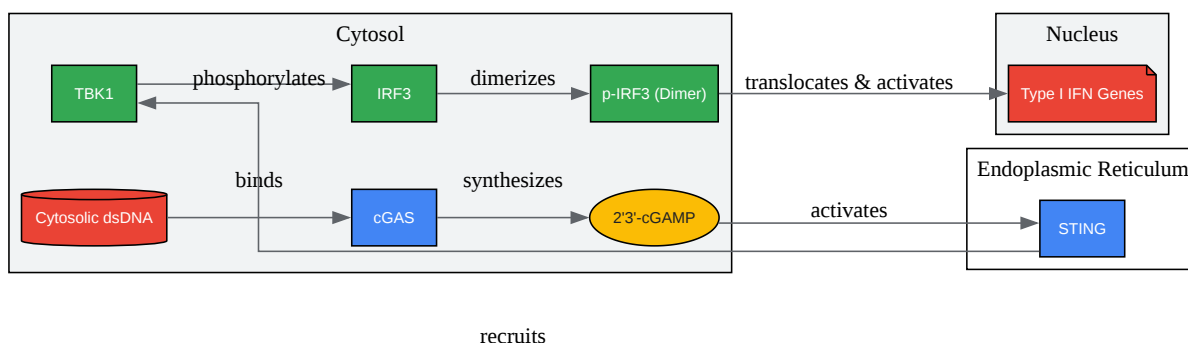 Cytosol
Nucleus
TBK1
phosphorylates
IRF3
dimerizes
p-IRF3 (Dimer)
translocates & activates
Type I IFN Genes
Endoplasmic Reticulum
Cytosolic dsDNA
binds
cGAS
synthesizes
2'3'-cGAMP
activates
STING
recruits